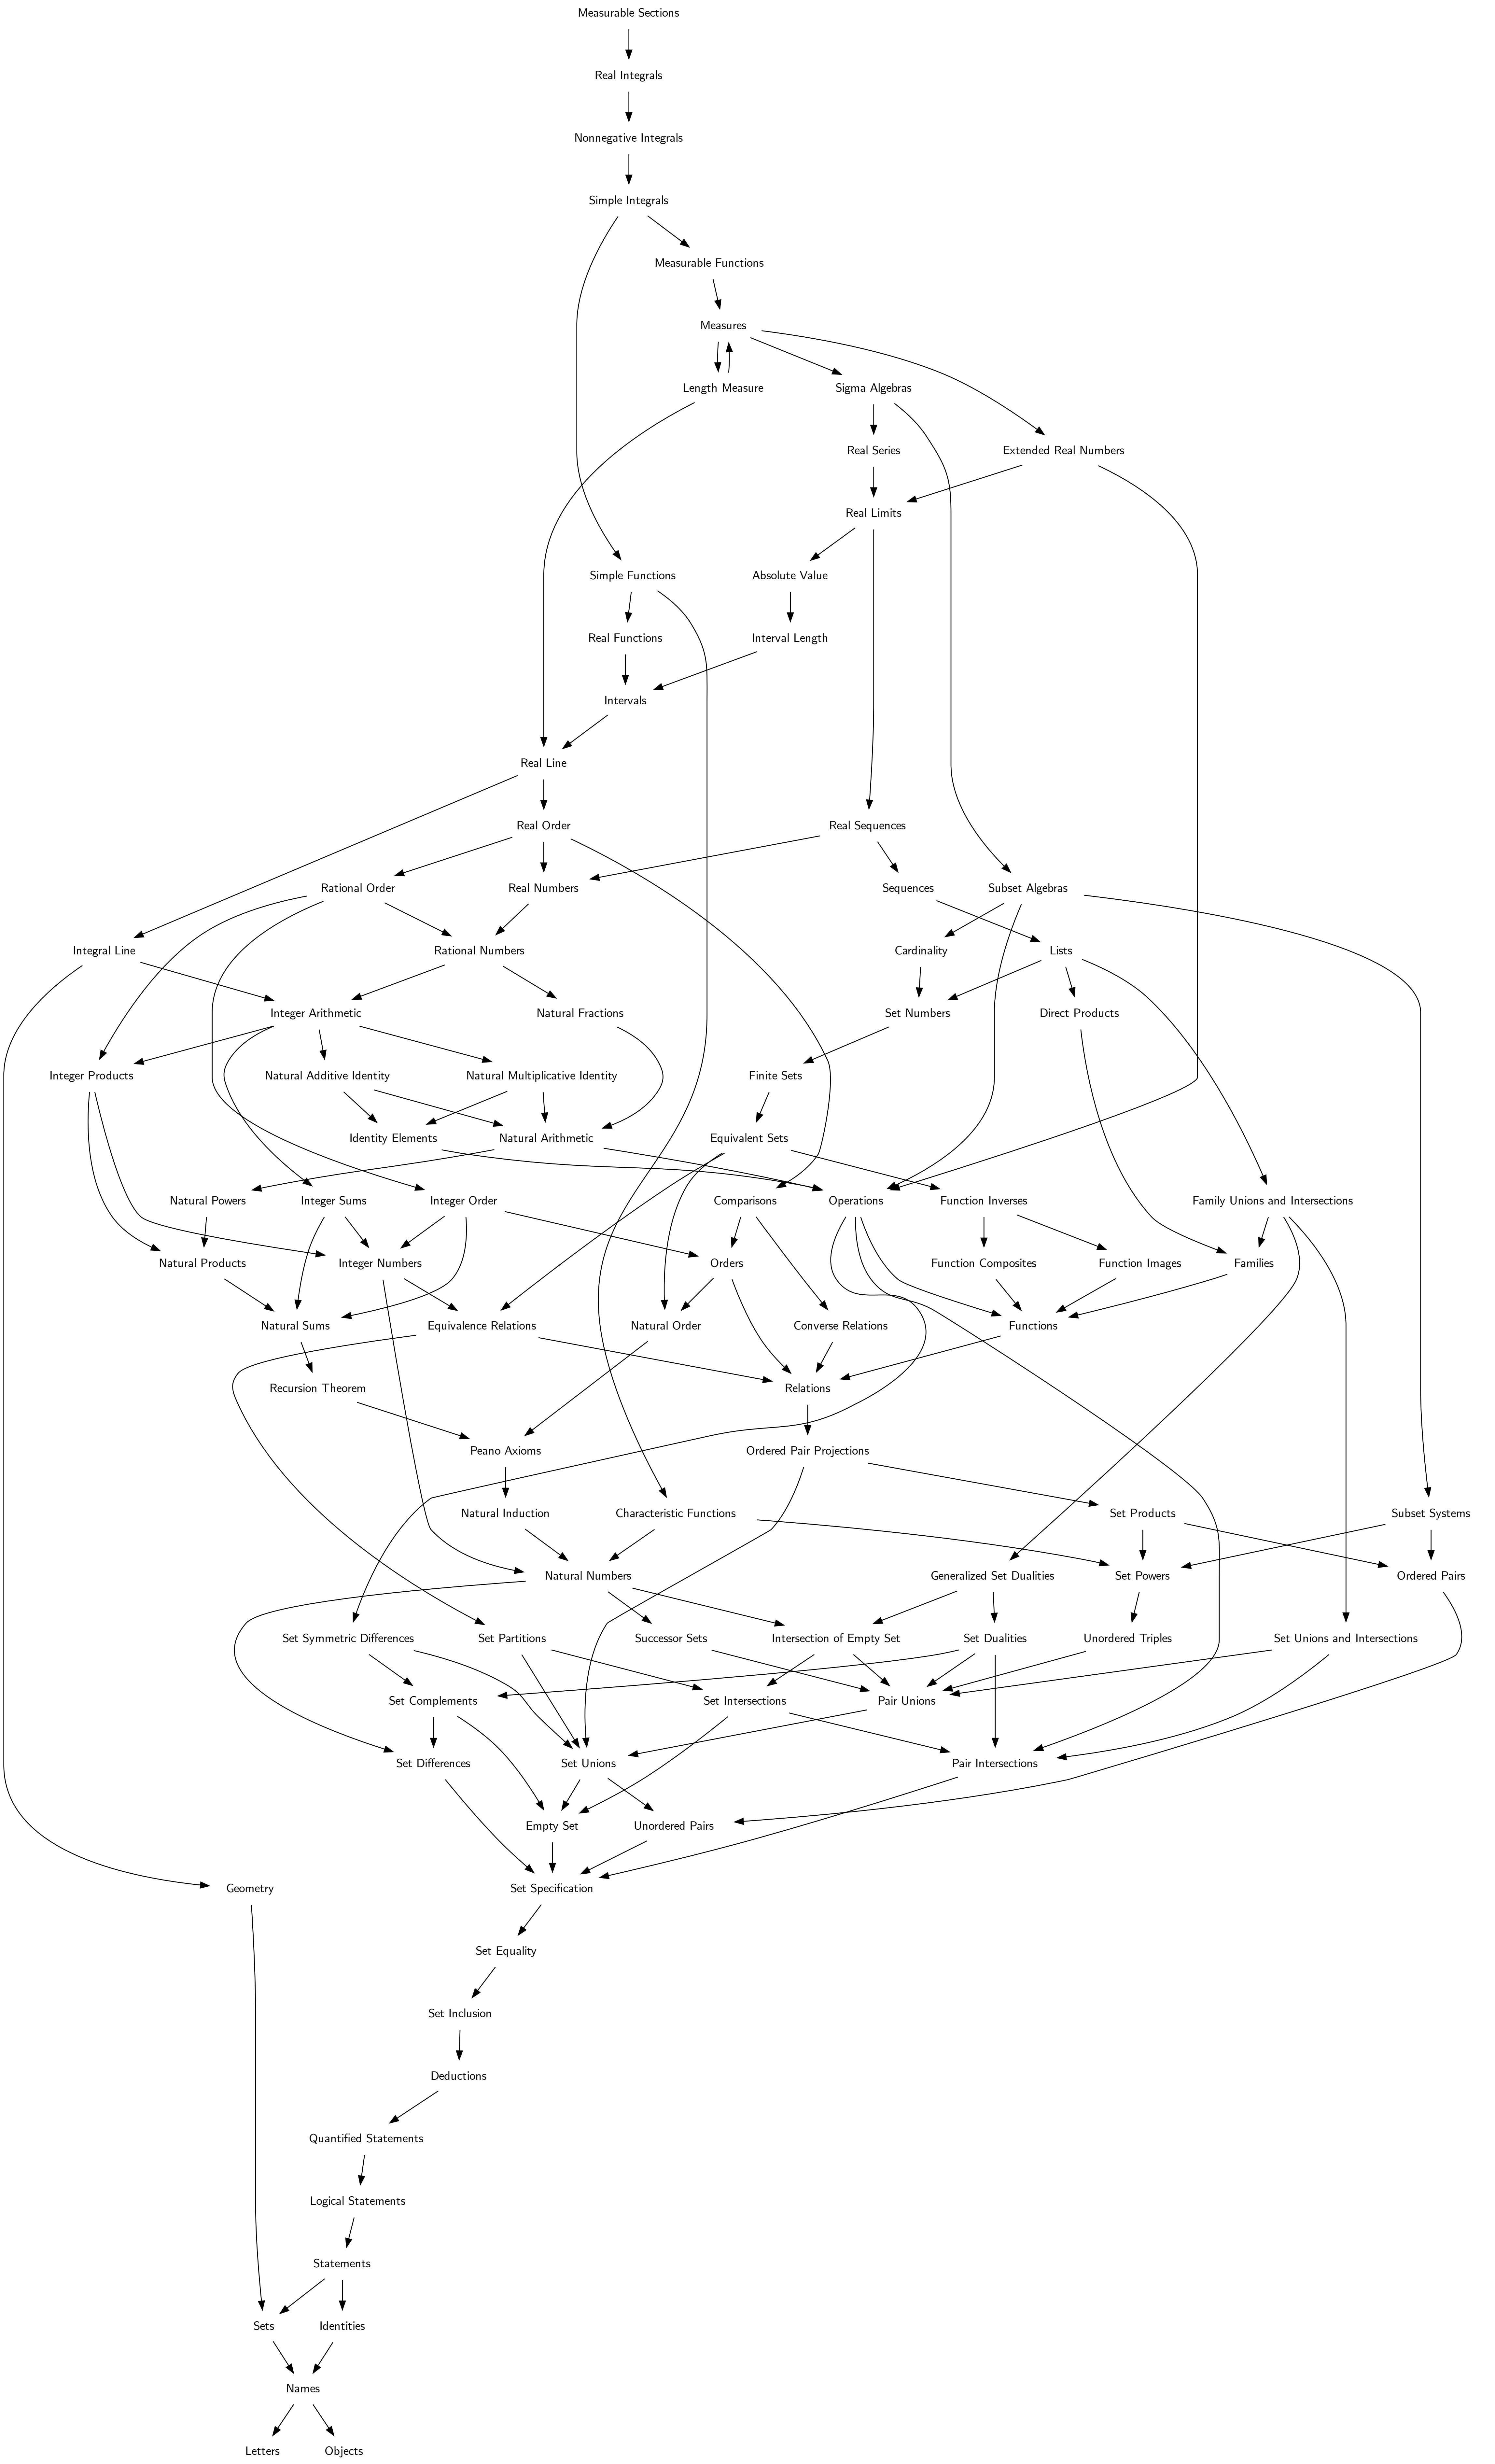 Measurable Sections
Real Integrals
Nonnegative Integrals
Simple Integrals
Measurable Functions
Measures
Length Measure
Sigma Algebras
Real Series
Extended Real Numbers
Real Limits
Simple Functions
Absolute Value
Real Functions
Interval Length
Intervals
Real Line
Real Order
Real Sequences
Rational Order
Real Numbers
Sequences
Subset Algebras
Integral Line
Rational Numbers
Cardinality
Lists
Integer Arithmetic
Natural Fractions
Set Numbers
Direct Products
Integer Products
Natural Additive Identity
Natural Multiplicative Identity
Finite Sets
Identity Elements
Natural Arithmetic
Equivalent Sets
Natural Powers
Integer Sums
Integer Order
Comparisons
Operations
Function Inverses
Family Unions and Intersections
Natural Products
Integer Numbers
Orders
Function Composites
Function Images
Families
Natural Sums
Equivalence Relations
Natural Order
Converse Relations
Functions
Recursion Theorem
Relations
Peano Axioms
Ordered Pair Projections
Natural Induction
Characteristic Functions
Set Products
Subset Systems
Natural Numbers
Generalized Set Dualities
Set Powers
Ordered Pairs
Set Symmetric Differences
Set Partitions
Successor Sets
Intersection of Empty Set
Set Dualities
Unordered Triples
Set Unions and Intersections
Set Complements
Set Intersections
Pair Unions
Set Differences
Set Unions
Pair Intersections
Empty Set
Unordered Pairs
Geometry
Set Specification
Set Equality
Set Inclusion
Deductions
Quantified Statements
Logical Statements
Statements
Sets
Identities
Names
Letters
Objects